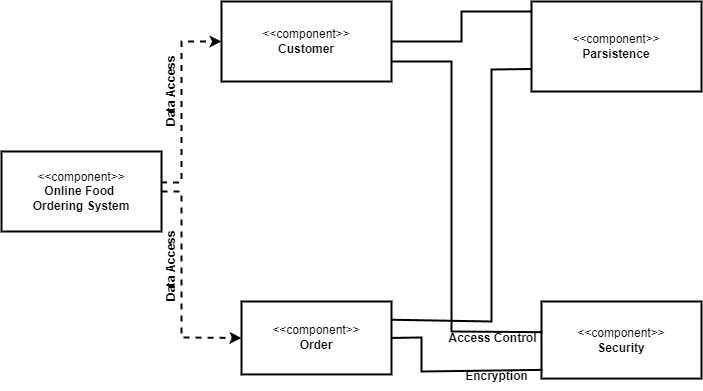 <<component>>
Customer
<<component>>
Parsistence
Data Access
<<component>>
Online Food
Ordering System
Data Access
<<component>>
Order
Access Control
Encryption
<<component>>
Security